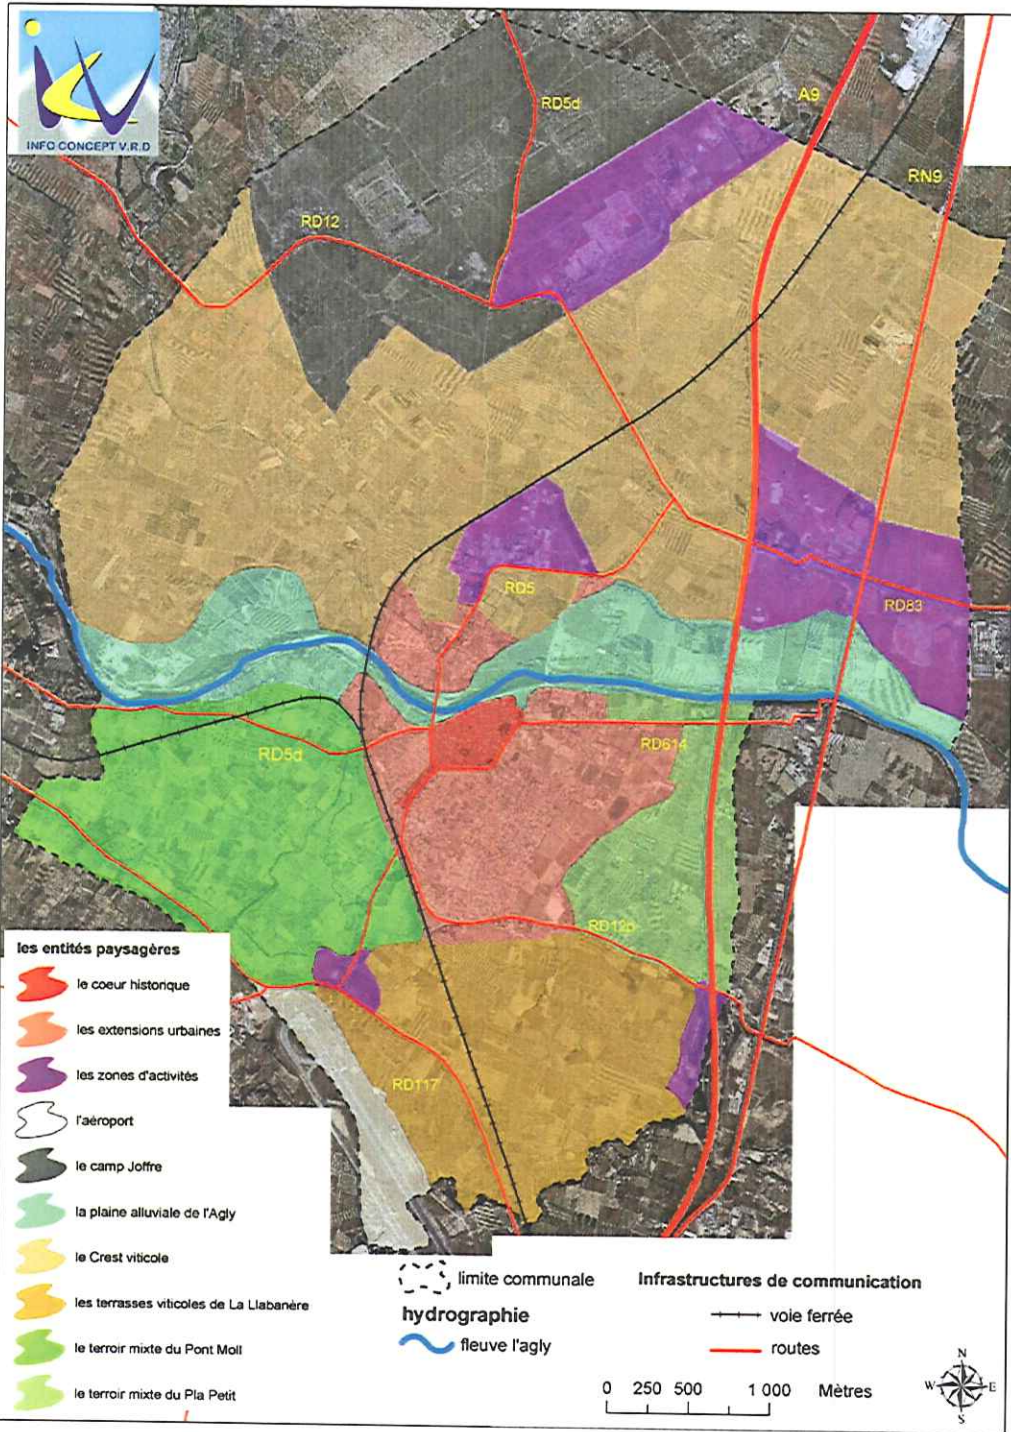 INFO CONCEPT V.R.D
RD5d
A9
RN9
RD12
RD5
RD83
RD614
RD5d
RD12b
RD117
les entités paysagères
le coeur historique
les extensions urbaines
les zones d'activités
l'aéroport
le camp Joffre
la plaine alluviale de l'Agly
le Crest viticole
les terrasses viticoles de La Llabanère
le terroir mixte du Pont Moll
le terroir mixte du Pla Petit
limite communale
hydrographie
fleuve l'agly
Infrastructures de communication
voie ferrée
routes
0 250 500 1 000 Mètres
N
W E
S